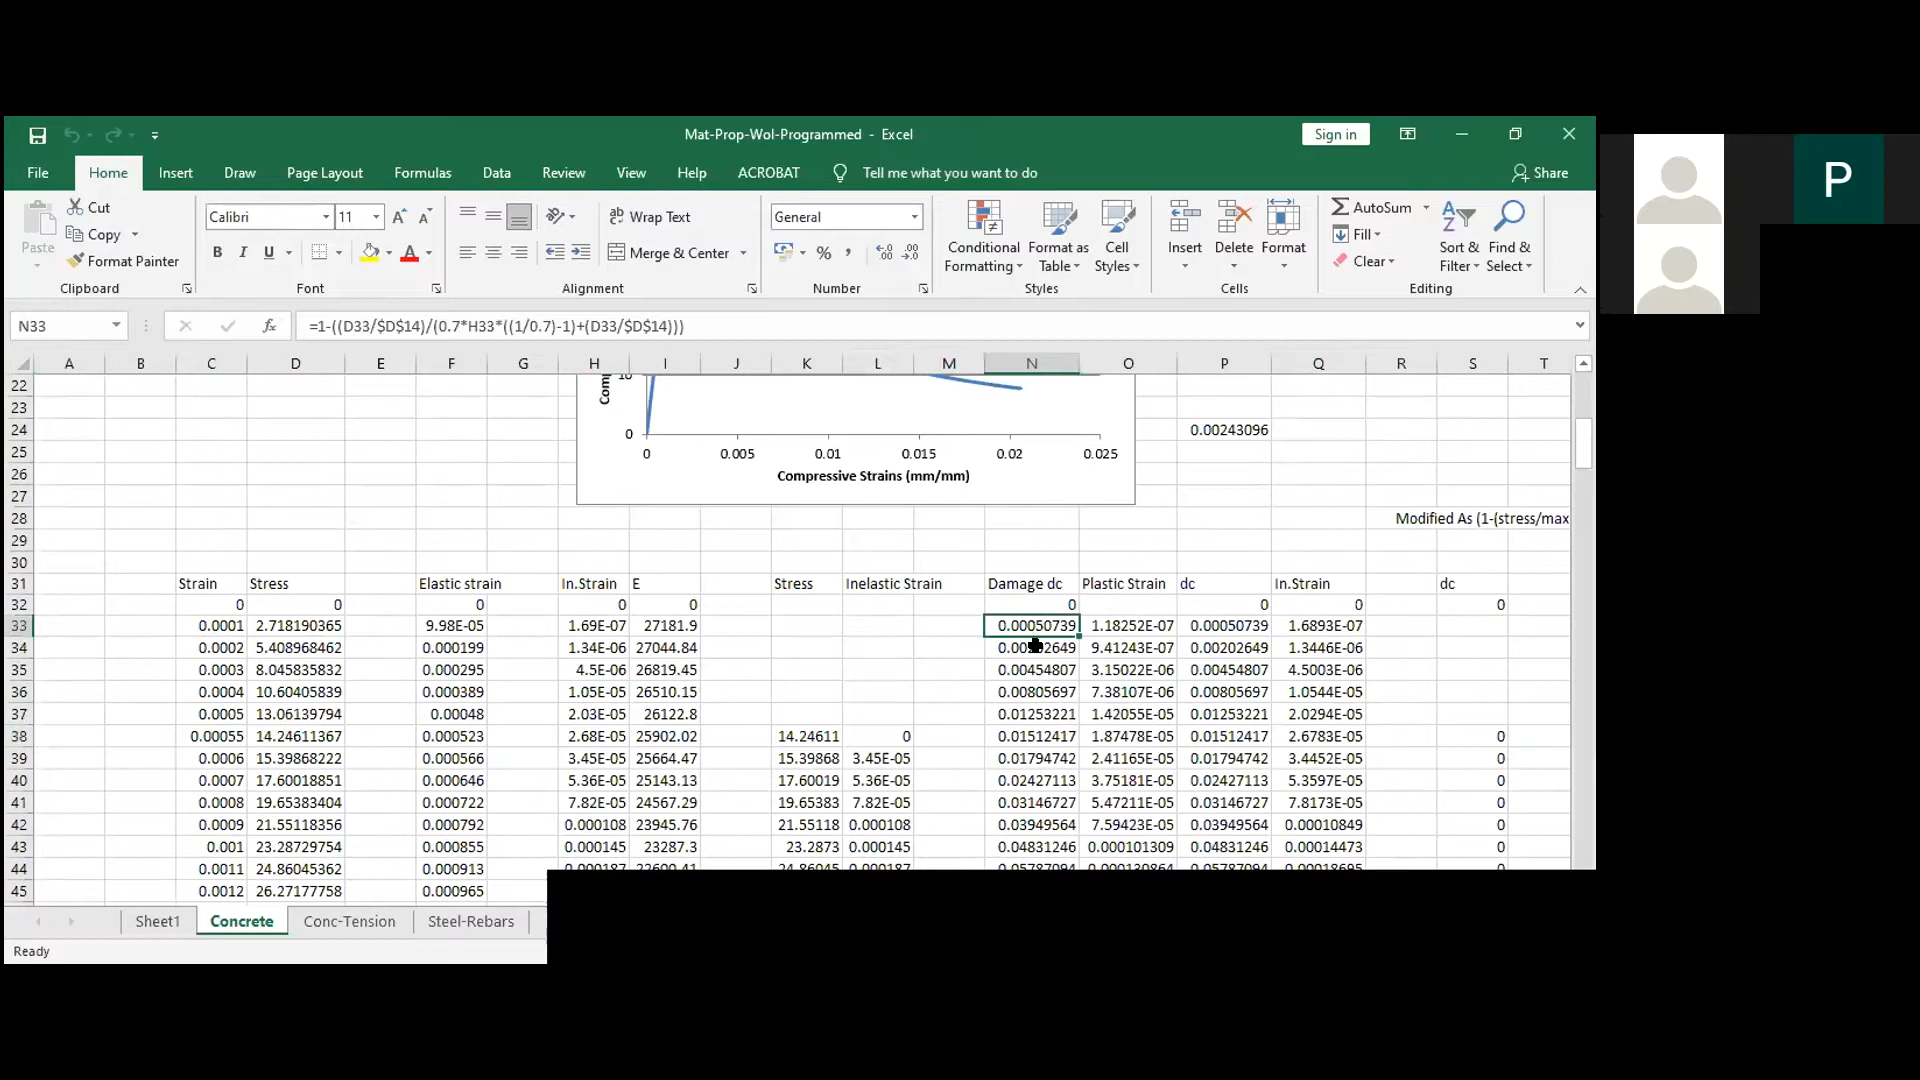 Mat-Prop-Wol-Programmed - Excel
Sign in
File Home Insert Draw Page Layout Formulas Data Review View Help ACROBAT Tell me what you want to do Share
Paste
Cut
Copy
Format Painter
Clipboard
Calibri 11
B I U
Font
Wrap Text
Merge & Center
Alignment
General
%
Number
Conditional Formatting
Format as Table
Cell Styles
Styles
Insert Delete Format
Cells
AutoSum
Fill
Clear
Sort & Filter
Find & Select
Editing
N33 fx =1-((D33/$D$14)/(0.7*H33*((1/0.7)-1)+(D33/$D$14)))
A B C D E F G H I J K L M N O P Q R S T
22
23
24 0.00243096
25
26
27
Com 10
0
0 0.005 0.01 0.015 0.02 0.025
Compressive Strains (mm/mm)
28 Modified As (1-(stress/max
29
30
31 Strain Stress Elastic strain In.Strain E Stress Inelastic Strain Damage dc Plastic Strain dc In.Strain dc
32 0 0 0 0 0 0 0 0 0
33 0.0001 2.718190365 9.98E-05 1.69E-07 27181.9 0.00050739 1.18252E-07 0.00050739 1.6893E-07
34 0.0002 5.408968462 0.000199 1.34E-06 27044.84 9.41243E-07 0.00202649 1.3446E-06
35 0.0003 8.045835832 0.000295 4.5E-06 26819.45 0.00454807 3.15022E-06 0.00454807 4.5003E-06
36 0.0004 10.60405839 0.000389 1.05E-05 26510.15 0.00805697 7.38107E-06 0.00805697 1.0544E-05
37 0.0005 13.06139794 0.00048 2.03E-05 26122.8 0.01253221 1.42055E-05 0.01253221 2.0294E-05
38 0.00055 14.24611367 0.000523 2.68E-05 25902.02 14.24611 0 0.01512417 1.87478E-05 0.01512417 2.6783E-05 0
39 0.0006 15.39868222 0.000566 3.45E-05 25664.47 15.39868 3.45E-05 0.01794742 2.41165E-05 0.01794742 3.4452E-05 0
40 0.0007 17.60018851 0.000646 5.36E-05 25143.13 17.60019 5.36E-05 0.02427113 3.75181E-05 0.02427113 5.3597E-05 0
41 0.0008 19.65383404 0.000722 7.82E-05 24567.29 19.65383 7.82E-05 0.03146727 5.47211E-05 0.03146727 7.8173E-05 0
42 0.0009 21.55118356 0.000792 0.000108 23945.76 21.55118 0.000108 0.03949564 7.59423E-05 0.03949564 0.00010849 0
43 0.001 23.28729754 0.000855 0.000145 23287.3 23.2873 0.000145 0.04831246 0.000101309 0.04831246 0.00014473 0
44 0.0011 24.86045362 0.000913 0.000187 22600.41 24.86045 0.000187 0.05787094 0.000130864 0.05787094 0.00018695 0
45 0.0012 26.27177758 0.000965
Sheet1 Concrete Conc-Tension Steel-Rebars
Ready
P